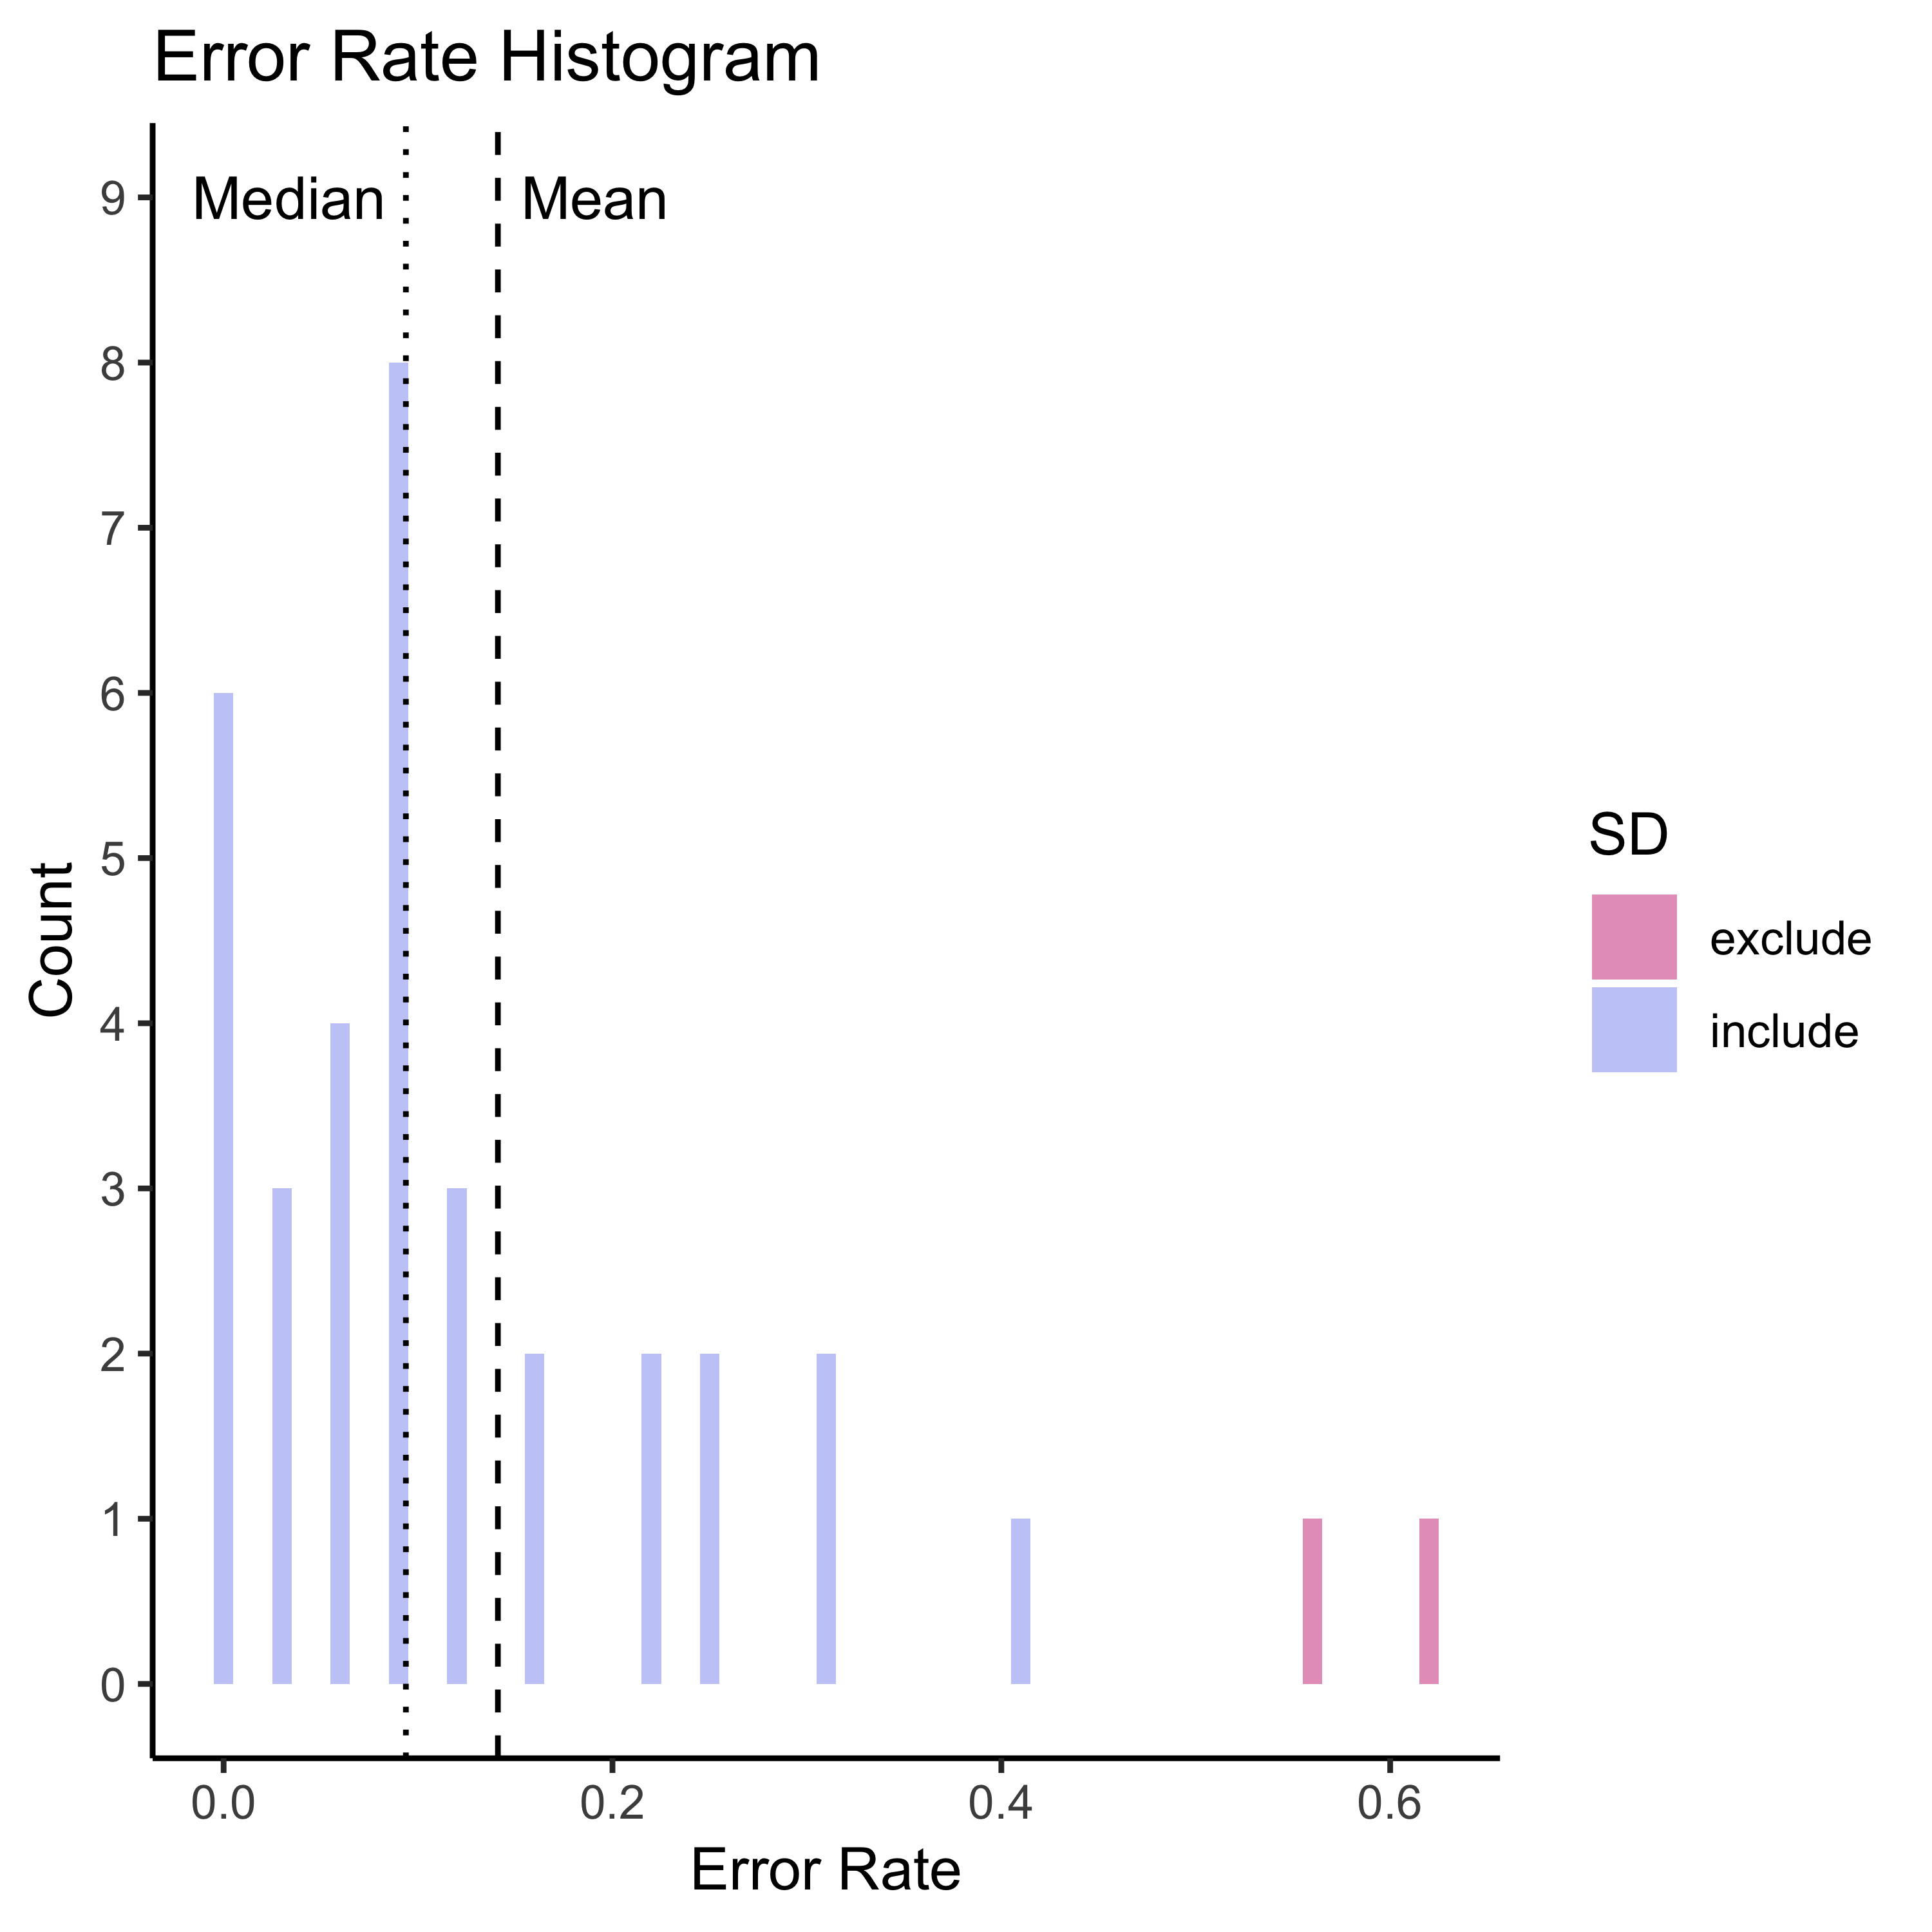 Error Rate Histogram
Median
Mean
9
8
7
6
5
4
3
2
1
0
Count
0.0 0.2 0.4 0.6
Error Rate
SD
exclude
include